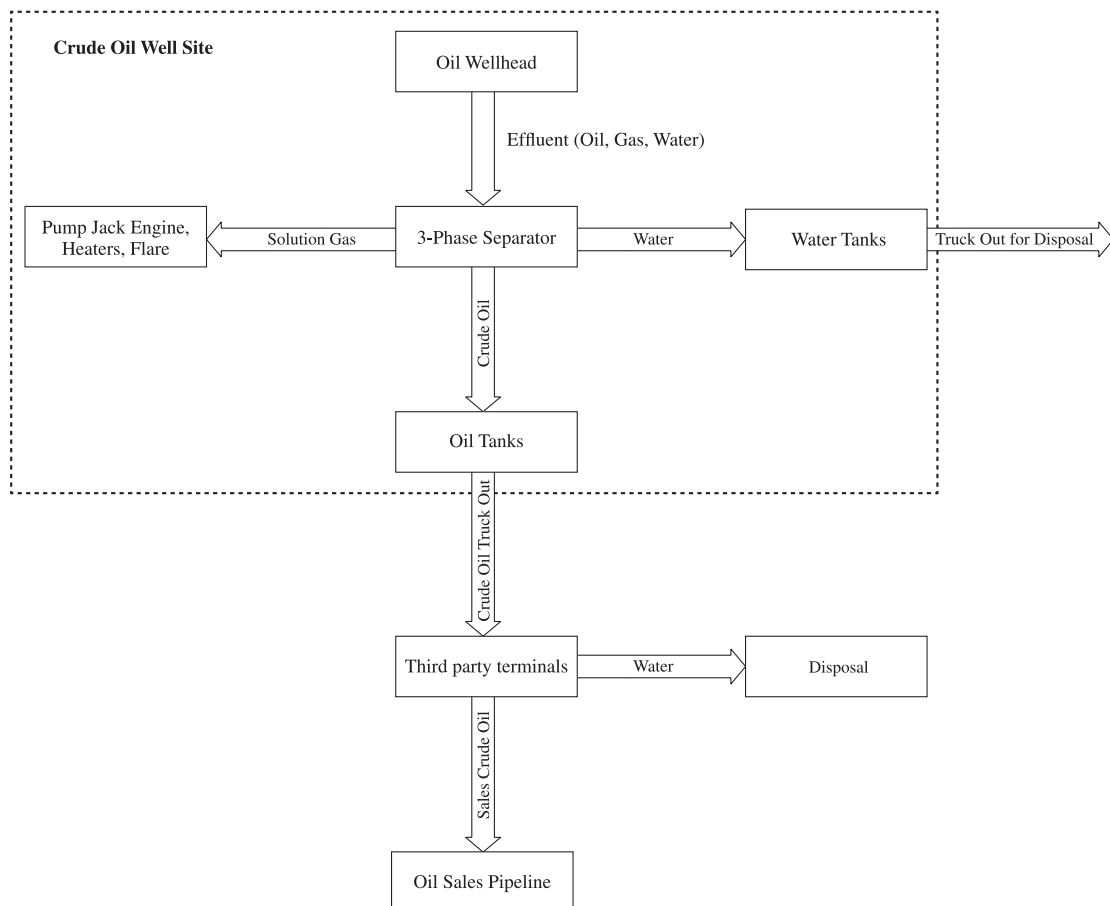 Crude Oil Well Site
Oil Wellhead
Effluent (Oil, Gas, Water)
Pump Jack Engine,
Heaters, Flare
Solution Gas
3-Phase Separator
Water
Water Tanks
Truck Out for Disposal
Crude Oil
Oil Tanks
Crude Oil Truck Out
Third party terminals
Water
Disposal
Sales Crude Oil
Oil Sales Pipeline